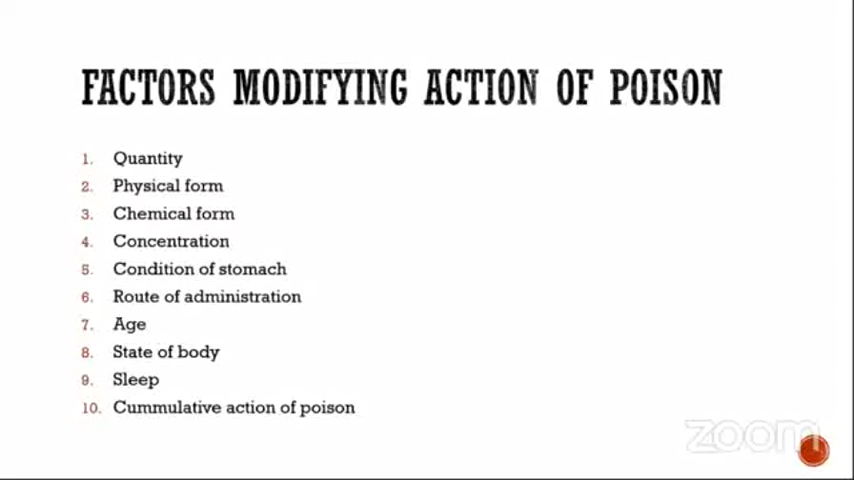 FACTORS MODIFYING ACTION OF POISON
1. Quantity
2. Physical form
3. Chemical form
4. Concentration
5. Condition of stomach
6. Route of administration
7. Age
8. State of body
9. Sleep
10. Cummulative action of poison
zoom